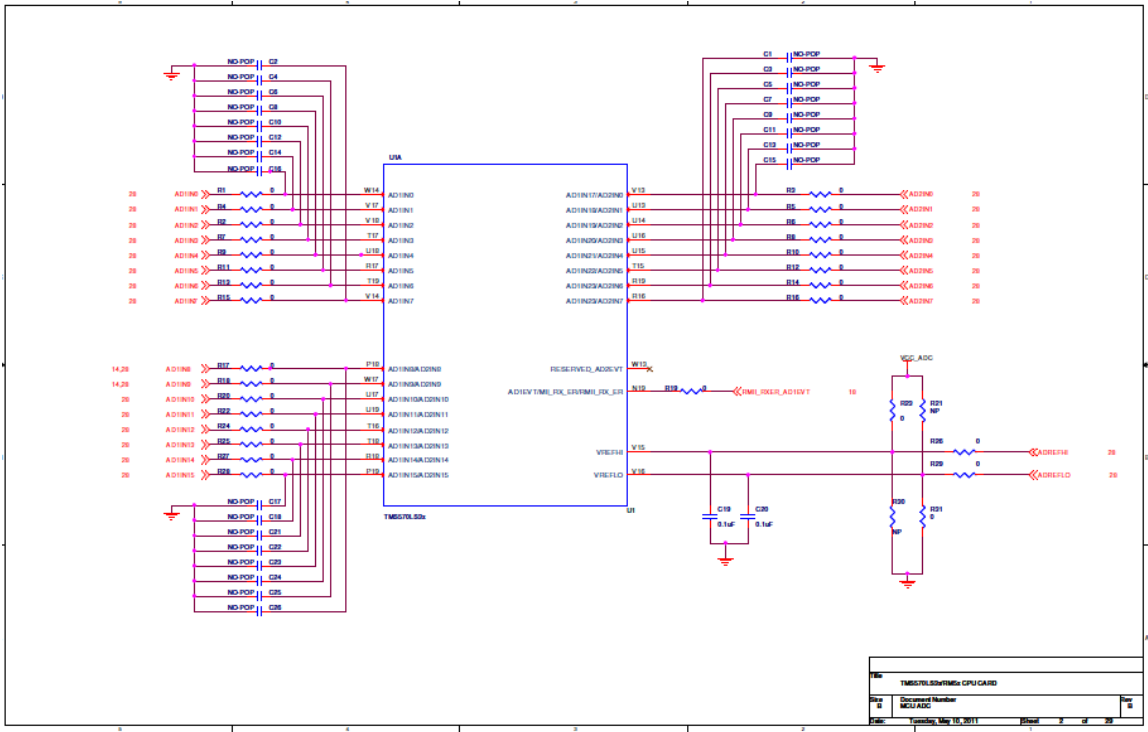 NO-POP C2
NO-POP C4
NO-POP C6
NO-POP C8
NO-POP C10
NO-POP C12
NO-POP C14
NO-POP C16
C1 NO-POP
C3 NO-POP
C5 NO-POP
C7 NO-POP
C9 NO-POP
C11 NO-POP
C13 NO-POP
C15 NO-POP
U1A
28 AD1IN0 R1 0 W14 AD1IN0
28 AD1IN1 R4 0 V17 AD1IN1
28 AD1IN2 R2 0 V18 AD1IN2
28 AD1IN3 R7 0 T17 AD1IN3
28 AD1IN4 R9 0 U18 AD1IN4
28 AD1IN5 R11 0 R17 AD1IN5
28 AD1IN6 R13 0 T19 AD1IN6
28 AD1IN7 R15 0 V14 AD1IN7
AD1IN17/AD2IN0 V13 R3 0 AD2IN0 28
AD1IN18/AD2IN1 U13 R5 0 AD2IN1 28
AD1IN19/AD2IN2 U14 R6 0 AD2IN2 28
AD1IN20/AD2IN3 U16 R8 0 AD2IN3 28
AD1IN21/AD2IN4 U15 R10 0 AD2IN4 28
AD1IN22/AD2IN5 T15 R12 0 AD2IN5 28
AD1IN23/AD2IN6 R19 R14 0 AD2IN6 28
AD1IN23/AD2IN7 R16 R16 0 AD2IN7 28
14,28 AD1IN8 R17 0 P18 AD1IN8/AD2IN8
14,28 AD1IN9 R18 0 W17 AD1IN9/AD2IN9
28 AD1IN10 R20 0 U17 AD1IN10/AD2IN10
28 AD1IN11 R22 0 U19 AD1IN11/AD2IN11
28 AD1IN12 R24 0 T16 AD1IN12/AD2IN12
28 AD1IN13 R25 0 T18 AD1IN13/AD2IN13
28 AD1IN14 R27 0 R18 AD1IN14/AD2IN14
28 AD1IN15 R28 0 P19 AD1IN15/AD2IN15
RESERVED_AD2EVT W13
AD1EVT/MII_RX_ER/RMII_RX_ER N19 R19 0 RMII_RXER_AD1EVT 10
VCC_ADC
R23 0
R21 NP
VREFHI V15 R26 0 ADREFHI 28
VREFLO V16 R29 0 ADREFLO 28
R30 NP
R31 0
C19 0.1uF
C20 0.1uF
TMS570LS3x
U1
NO-POP C17
NO-POP C18
NO-POP C21
NO-POP C22
NO-POP C23
NO-POP C24
NO-POP C25
NO-POP C26
Title
TMS570LS3x/RM5x CPU CARD
Size Document Number Rev
B MCU ADC B
Date: Tuesday, May 10, 2011 Sheet 2 of 29